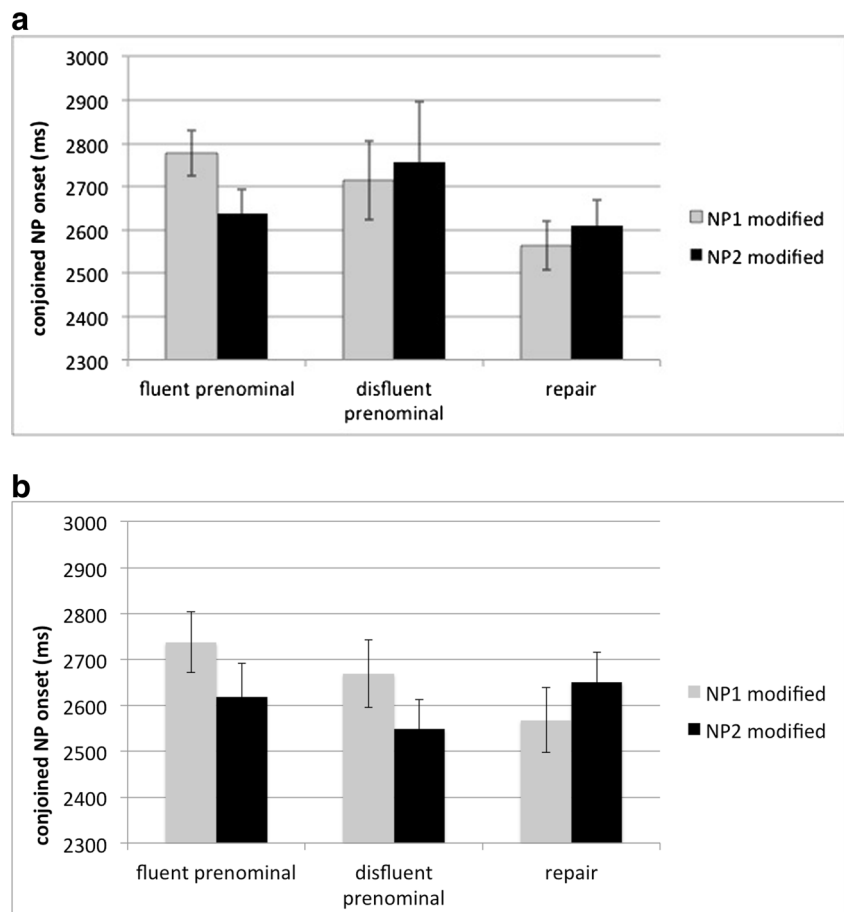 a
conjoined NP onset (ms)
3000
2900
2800
2700
2600
2500
2400
2300
fluent prenominal
disfluent
prenominal
repair
NP1 modified
NP2 modified
b
conjoined NP onset (ms)
3000
2900
2800
2700
2600
2500
2400
2300
fluent prenominal
disfluent
prenominal
repair
NP1 modified
NP2 modified